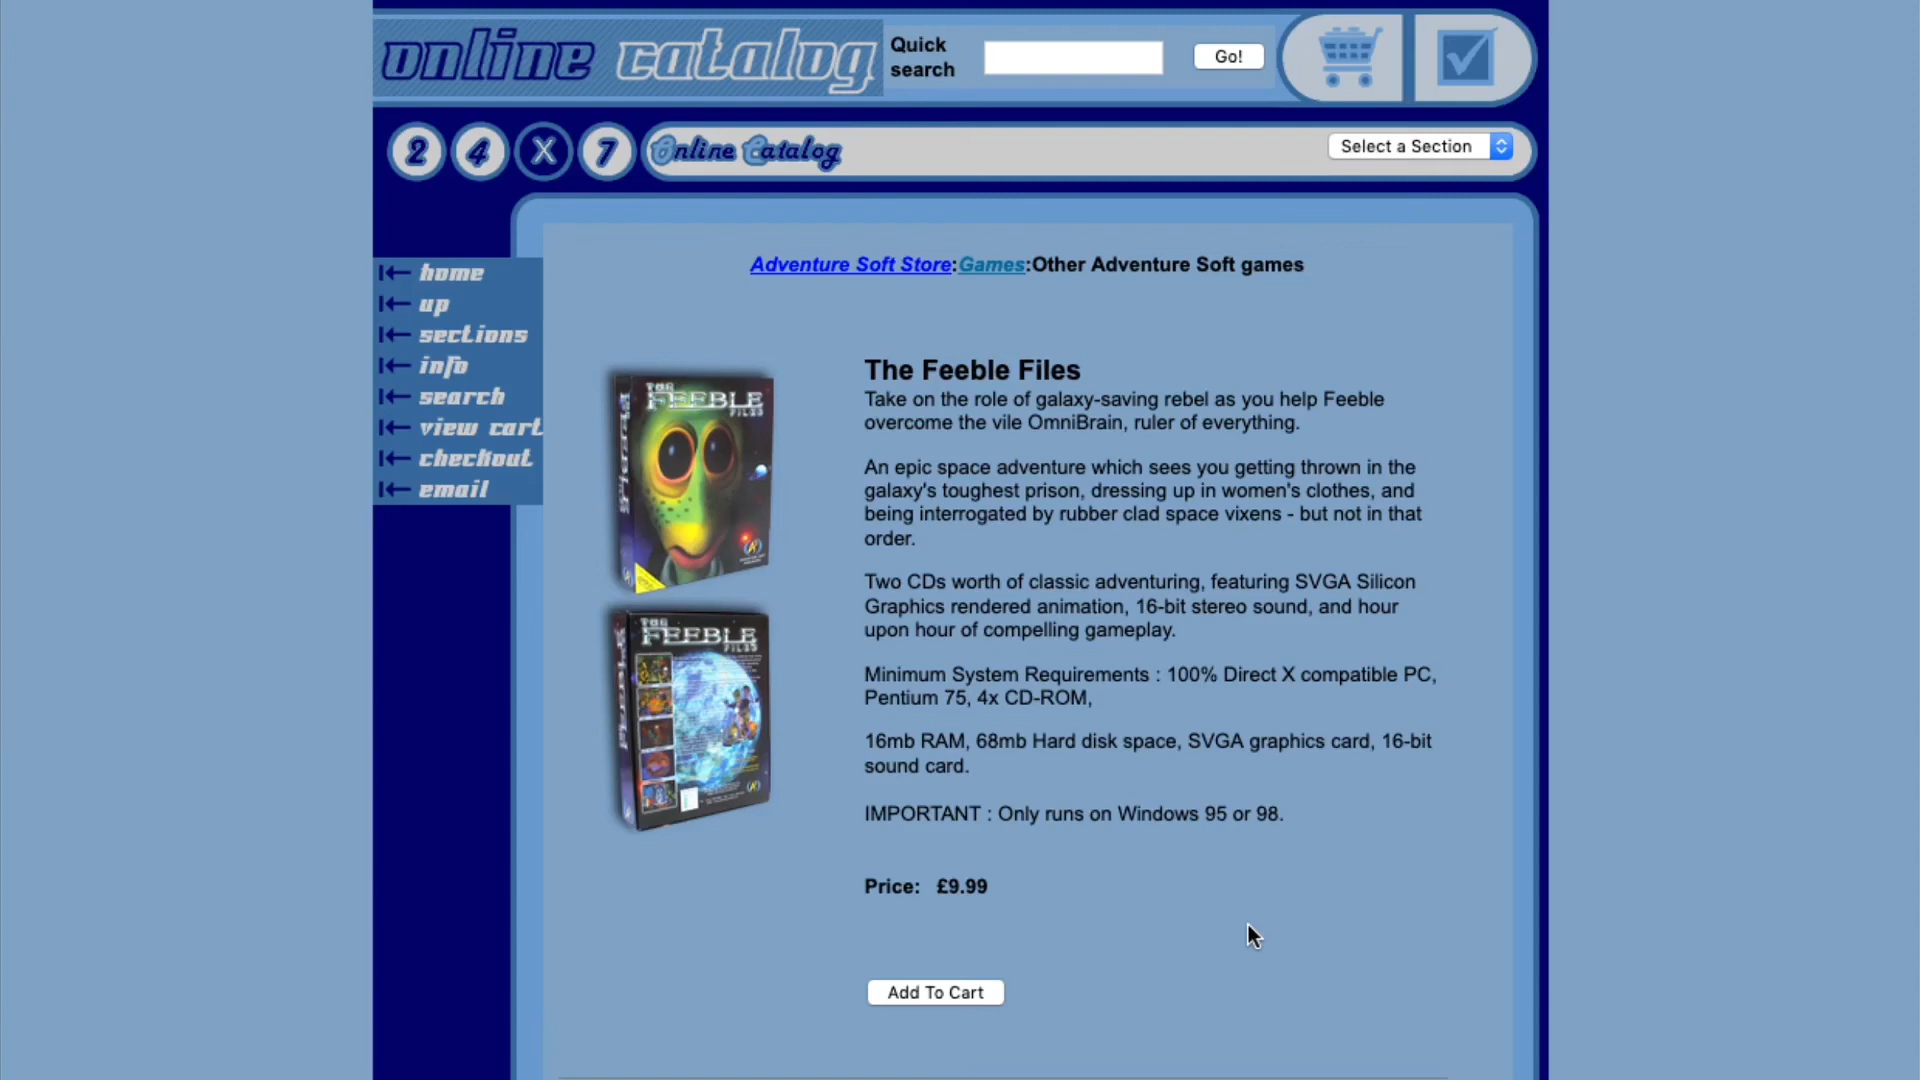 online catalog
Quick
search
Go!
2 4 X 7
Online Catalog
Select a Section
home
up
sections
info
search
view cart
checkout
email
Adventure Soft Store:Games:Other Adventure Soft games
THE
FEEBLE
FILES
The Feeble Files
Take on the role of galaxy-saving rebel as you help Feeble
overcome the vile OmniBrain, ruler of everything.
An epic space adventure which sees you getting thrown in the
galaxy's toughest prison, dressing up in women's clothes, and
being interrogated by rubber clad space vixens - but not in that
order.
Two CDs worth of classic adventuring, featuring SVGA Silicon
Graphics rendered animation, 16-bit stereo sound, and hour
upon hour of compelling gameplay.
THE
FEEBLE
FILES
Minimum System Requirements : 100% Direct X compatible PC,
Pentium 75, 4x CD-ROM,
16mb RAM, 68mb Hard disk space, SVGA graphics card, 16-bit
sound card.
IMPORTANT : Only runs on Windows 95 or 98.
Price: £9.99
Add To Cart